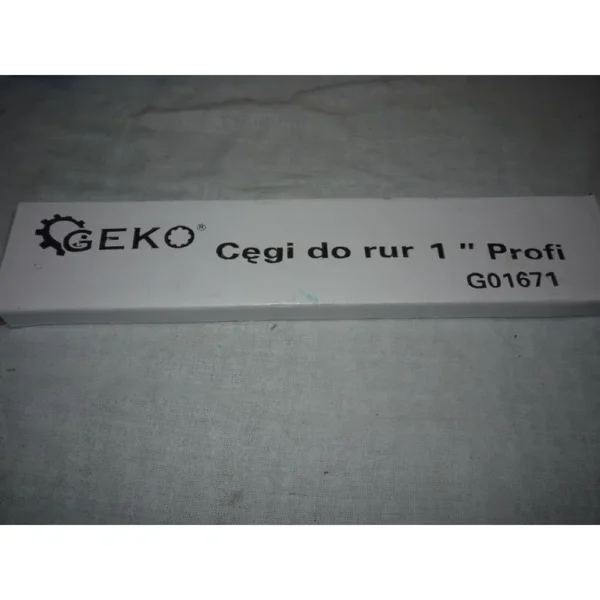 GEKO® Cęgi do rur 1 " Profi
G01671